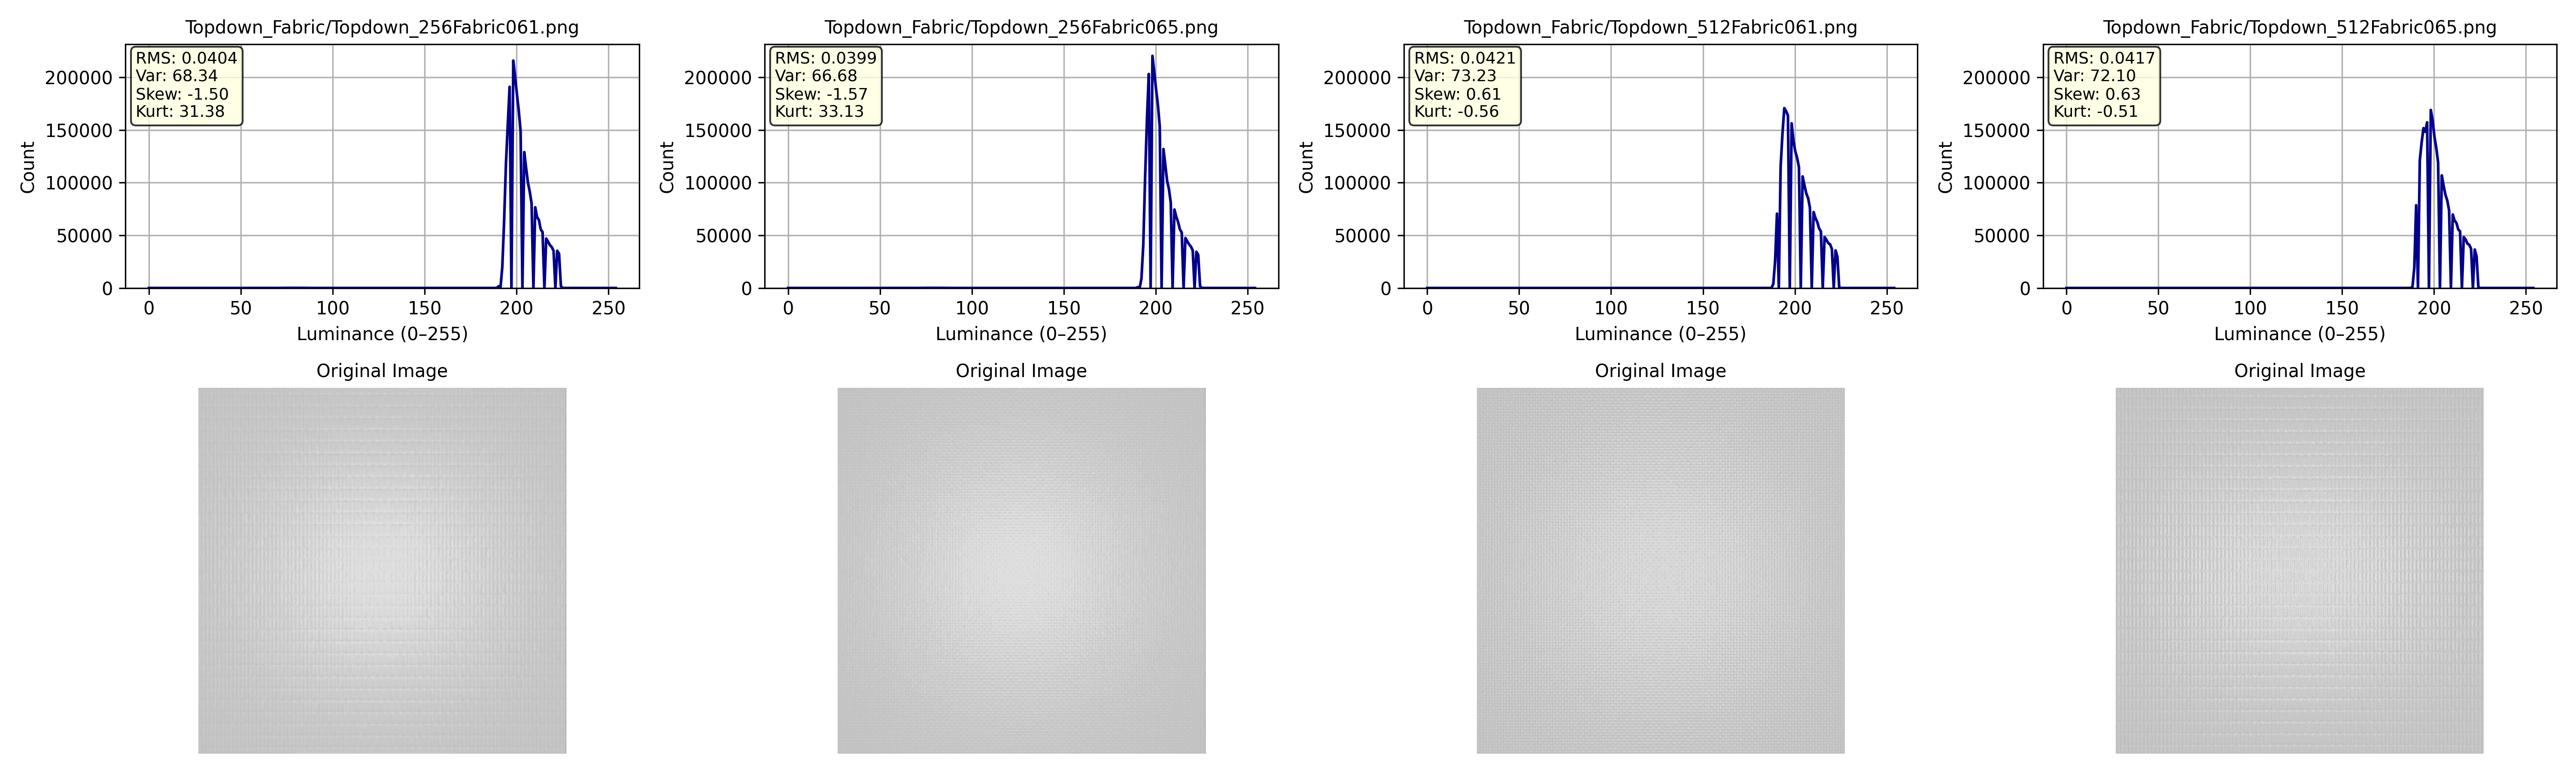 Topdown_Fabric/Topdown_256Fabric061.png
RMS: 0.0404
Var: 68.34
Skew: -1.50
Kurt: 31.38
Count
200000
150000
100000
50000
0
0 50 100 150 200 250
Luminance (0–255)
Topdown_Fabric/Topdown_256Fabric065.png
RMS: 0.0399
Var: 66.68
Skew: -1.57
Kurt: 33.13
Count
200000
150000
100000
50000
0
0 50 100 150 200 250
Luminance (0–255)
Topdown_Fabric/Topdown_512Fabric061.png
RMS: 0.0421
Var: 73.23
Skew: 0.61
Kurt: -0.56
Count
200000
150000
100000
50000
0
0 50 100 150 200 250
Luminance (0–255)
Topdown_Fabric/Topdown_512Fabric065.png
RMS: 0.0417
Var: 72.10
Skew: 0.63
Kurt: -0.51
Count
200000
150000
100000
50000
0
0 50 100 150 200 250
Luminance (0–255)
Original Image
Original Image
Original Image
Original Image